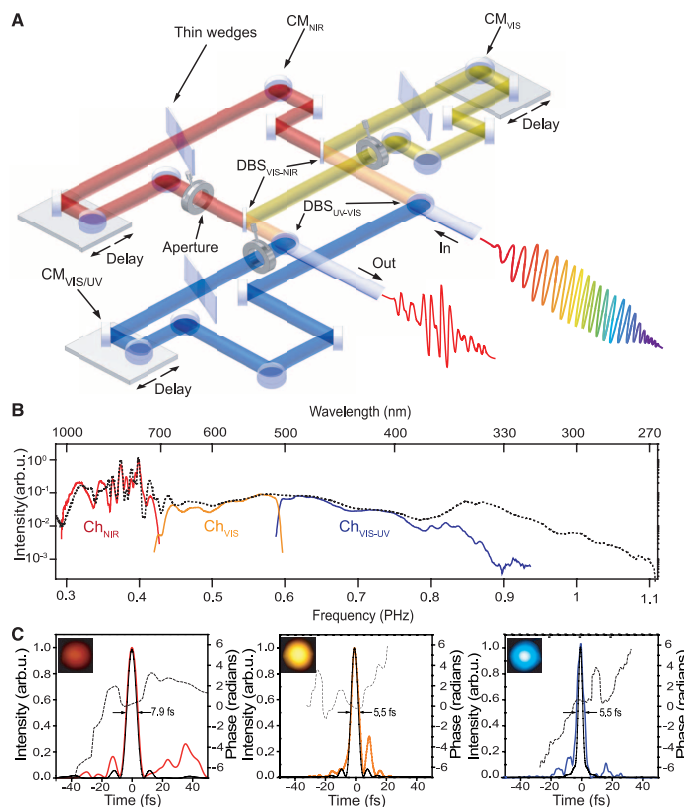 A
CM_NIR
CM_VIS
Thin wedges
Delay
DBS_VIS-NIR
DBS_UV-VIS
Aperture
Delay
In
Out
CM_VIS/UV
Delay
B
Wavelength (nm)
1000 700 600 500 400 330 300 270
Intensity(arb.u.)
10^0
10^-1
10^-2
10^-3
Ch_NIR
Ch_VIS
Ch_VIS-UV
0.3 0.4 0.5 0.6 0.7 0.8 0.9 1 1.1
Frequency (PHz)
C
Intensity (arb.u.)
1.0
0.8
0.6
0.4
0.2
0.0
7,9 fs
6
4
2
0
-2
-4
-6
Phase (radians)
-40 -20 0 20 40
Time (fs)
Intensity (arb.u.)
1.0
0.8
0.6
0.4
0.2
0.0
5,5 fs
6
4
2
0
-2
-4
-6
Phase (radians)
-40 -20 0 20 40
Time (fs)
Intensity (arb.u.)
1.0
0.8
0.6
0.4
0.2
0.0
5,5 fs
6
4
2
0
-2
-4
-6
Phase (radians)
-40 -20 0 20 40
Time (fs)